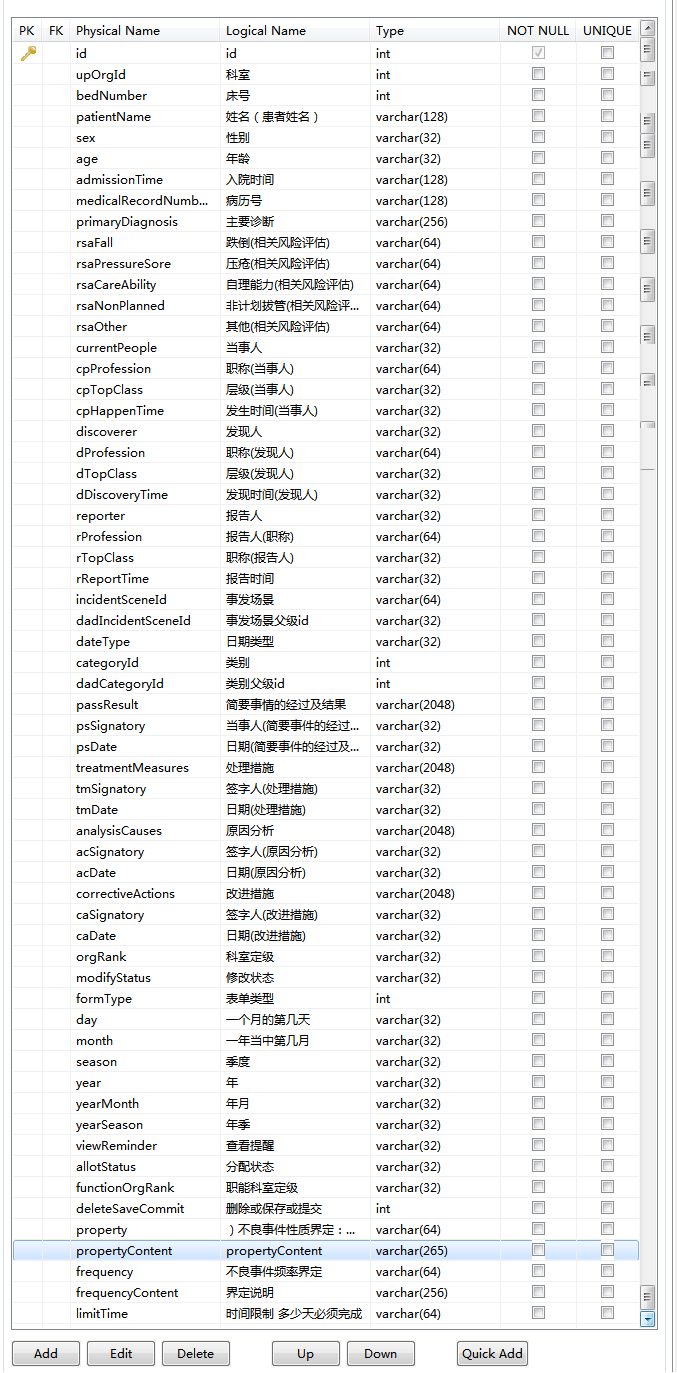 PK FK Physical Name Logical Name Type NOT NULL UNIQUE
id id int
upOrgId 科室 int
bedNumber 床号 int
patientName 姓名（患者姓名） varchar(128)
sex 性别 varchar(32)
age 年龄 varchar(32)
admissionTime 入院时间 varchar(128)
medicalRecordNumb... 病历号 varchar(128)
primaryDiagnosis 主要诊断 varchar(256)
rsaFall 跌倒(相关风险评估) varchar(64)
rsaPressureSore 压疮(相关风险评估) varchar(64)
rsaCareAbility 自理能力(相关风险评估) varchar(64)
rsaNonPlanned 非计划拔管(相关风险评... varchar(64)
rsaOther 其他(相关风险评估) varchar(64)
currentPeople 当事人 varchar(32)
cpProfession 职称(当事人) varchar(64)
cpTopClass 层级(当事人) varchar(32)
cpHappenTime 发生时间(当事人) varchar(32)
discoverer 发现人 varchar(32)
dProfession 职称(发现人) varchar(64)
dTopClass 层级(发现人) varchar(32)
dDiscoveryTime 发现时间(发现人) varchar(32)
reporter 报告人 varchar(32)
rProfession 报告人(职称) varchar(64)
rTopClass 职称(报告人) varchar(32)
rReportTime 报告时间 varchar(32)
incidentSceneId 事发场景 varchar(64)
dadIncidentSceneId 事发场景父级id varchar(32)
dateType 日期类型 varchar(32)
categoryId 类别 int
dadCategoryId 类别父级id int
passResult 简要事情的经过及结果 varchar(2048)
psSignatory 当事人(简要事件的经过... varchar(32)
psDate 日期(简要事件的经过及... varchar(32)
treatmentMeasures 处理措施 varchar(2048)
tmSignatory 签字人(处理措施) varchar(32)
tmDate 日期(处理措施) varchar(32)
analysisCauses 原因分析 varchar(2048)
acSignatory 签字人(原因分析) varchar(32)
acDate 日期(原因分析) varchar(32)
correctiveActions 改进措施 varchar(2048)
caSignatory 签字人(改进措施) varchar(32)
caDate 日期(改进措施) varchar(32)
orgRank 科室定级 varchar(32)
modifyStatus 修改状态 varchar(32)
formType 表单类型 int
day 一个月的第几天 varchar(32)
month 一年当中第几月 varchar(32)
season 季度 varchar(32)
year 年 varchar(32)
yearMonth 年月 varchar(32)
yearSeason 年季 varchar(32)
viewReminder 查看提醒 varchar(32)
allotStatus 分配状态 varchar(32)
functionOrgRank 职能科室定级 varchar(32)
deleteSaveCommit 删除或保存或提交 int
property ）不良事件性质界定：... varchar(64)
propertyContent propertyContent varchar(265)
frequency 不良事件频率界定 varchar(64)
frequencyContent 界定说明 varchar(256)
limitTime 时间限制 多少天必须完成 varchar(64)
Add Edit Delete Up Down Quick Add